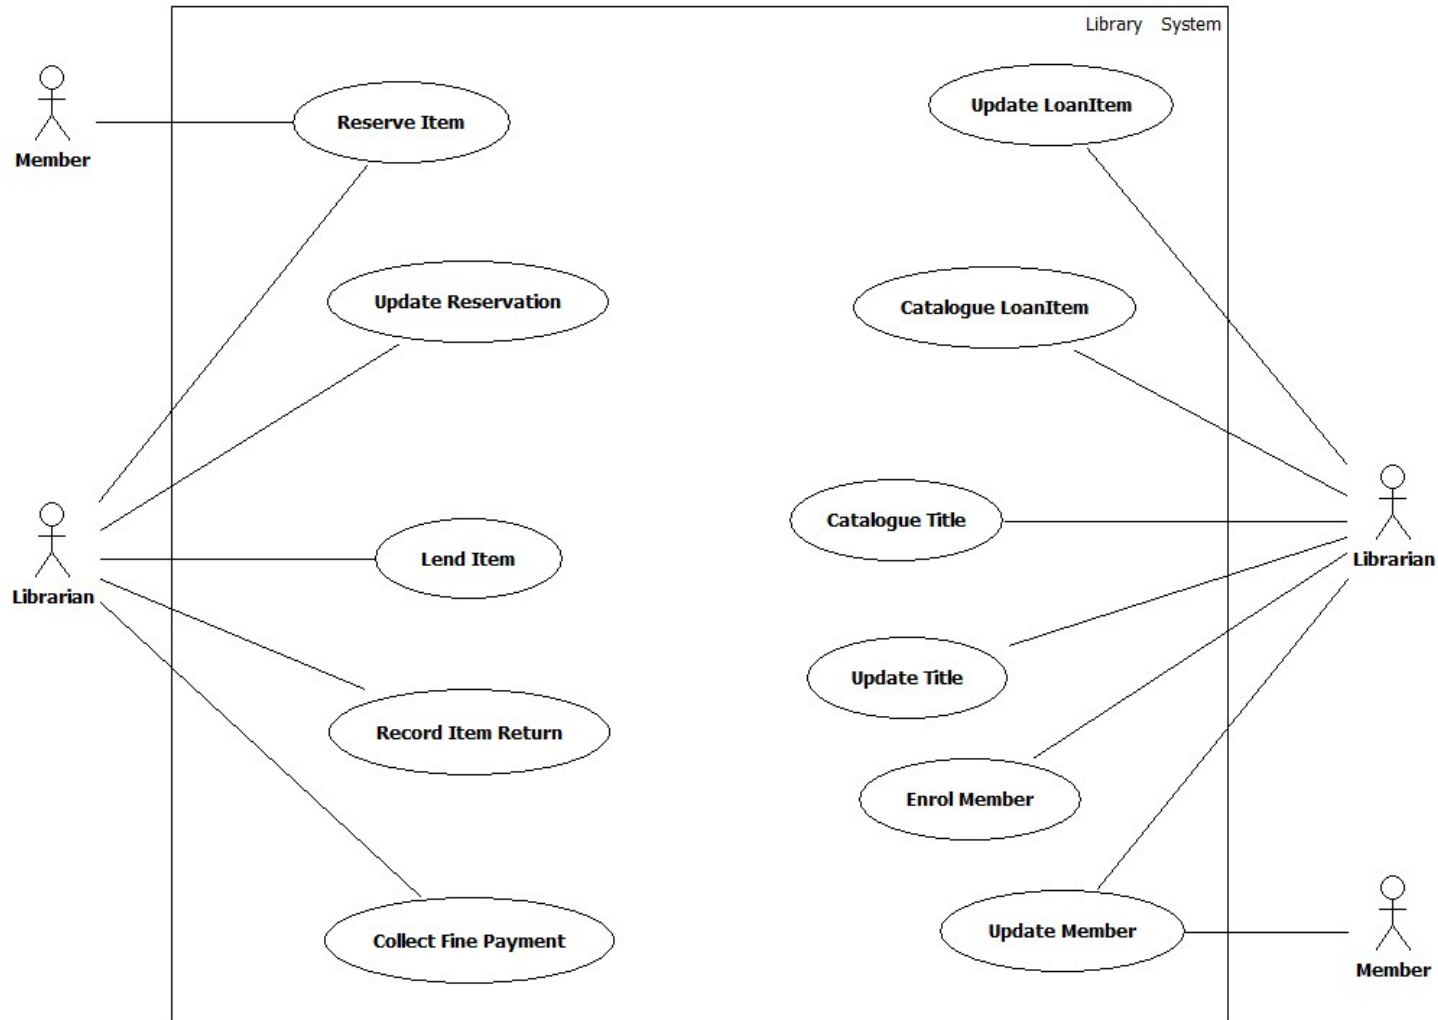 Library System
Member
Reserve Item
Update LoanItem
Update Reservation
Catalogue LoanItem
Librarian
Lend Item
Catalogue Title
Librarian
Record Item Return
Update Title
Enrol Member
Collect Fine Payment
Update Member
Member